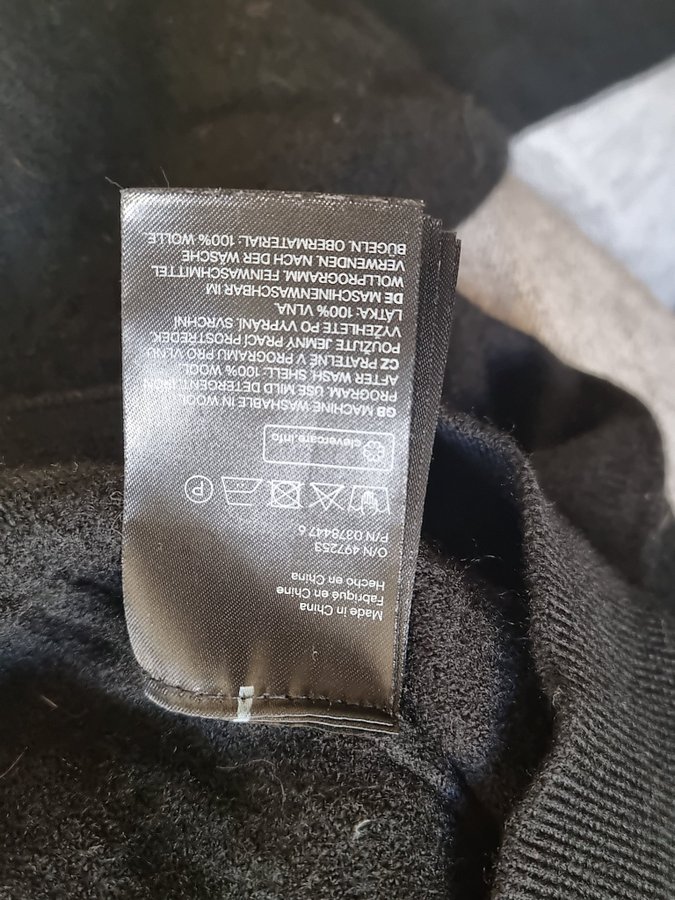 Made in China
Fabriqué en Chine
Hecho en China
O/N 497253
P/N 0378447 6
P
clevercare.info
GB MACHINE WASHABLE IN WOOL
PROGRAM. USE MILD DETERGENT. IRON
AFTER WASH. SHELL: 100% WOOL
CZ PRATELNÉ V PROGRAMU PRO VLNU
POUŽIJTE JEMNÝ PRACÍ PROSTŘEDEK
VYŽEHLETE PO VYPRÁNÍ. SVRCHNÍ
LÁTKA: 100% VLNA.
DE MASCHINENWASCHBAR IM
WOLLPROGRAMM. FEINWASCHMITTEL
VERWENDEN. NACH DER WÄSCHE
BÜGELN. OBERMATERIAL: 100% WOLLE.